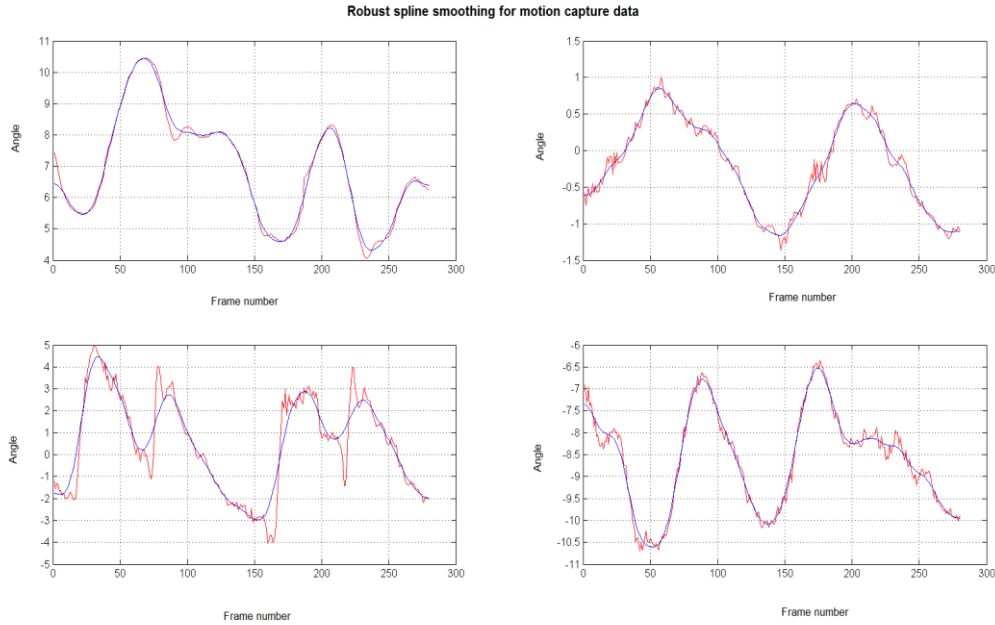 Robust spline smoothing for motion capture data
11
10
9
8
7
6
5
4
Angle
0 50 100 150 200 250 300
Frame number
1.5
1
0.5
0
-0.5
-1
-1.5
Angle
0 50 100 150 200 250 300
Frame number
5
4
3
2
1
0
-1
-2
-3
-4
-5
Angle
0 50 100 150 200 250 300
Frame number
-6
-6.5
-7
-7.5
-8
-8.5
-9
-9.5
-10
-10.5
-11
Angle
0 50 100 150 200 250 300
Frame number